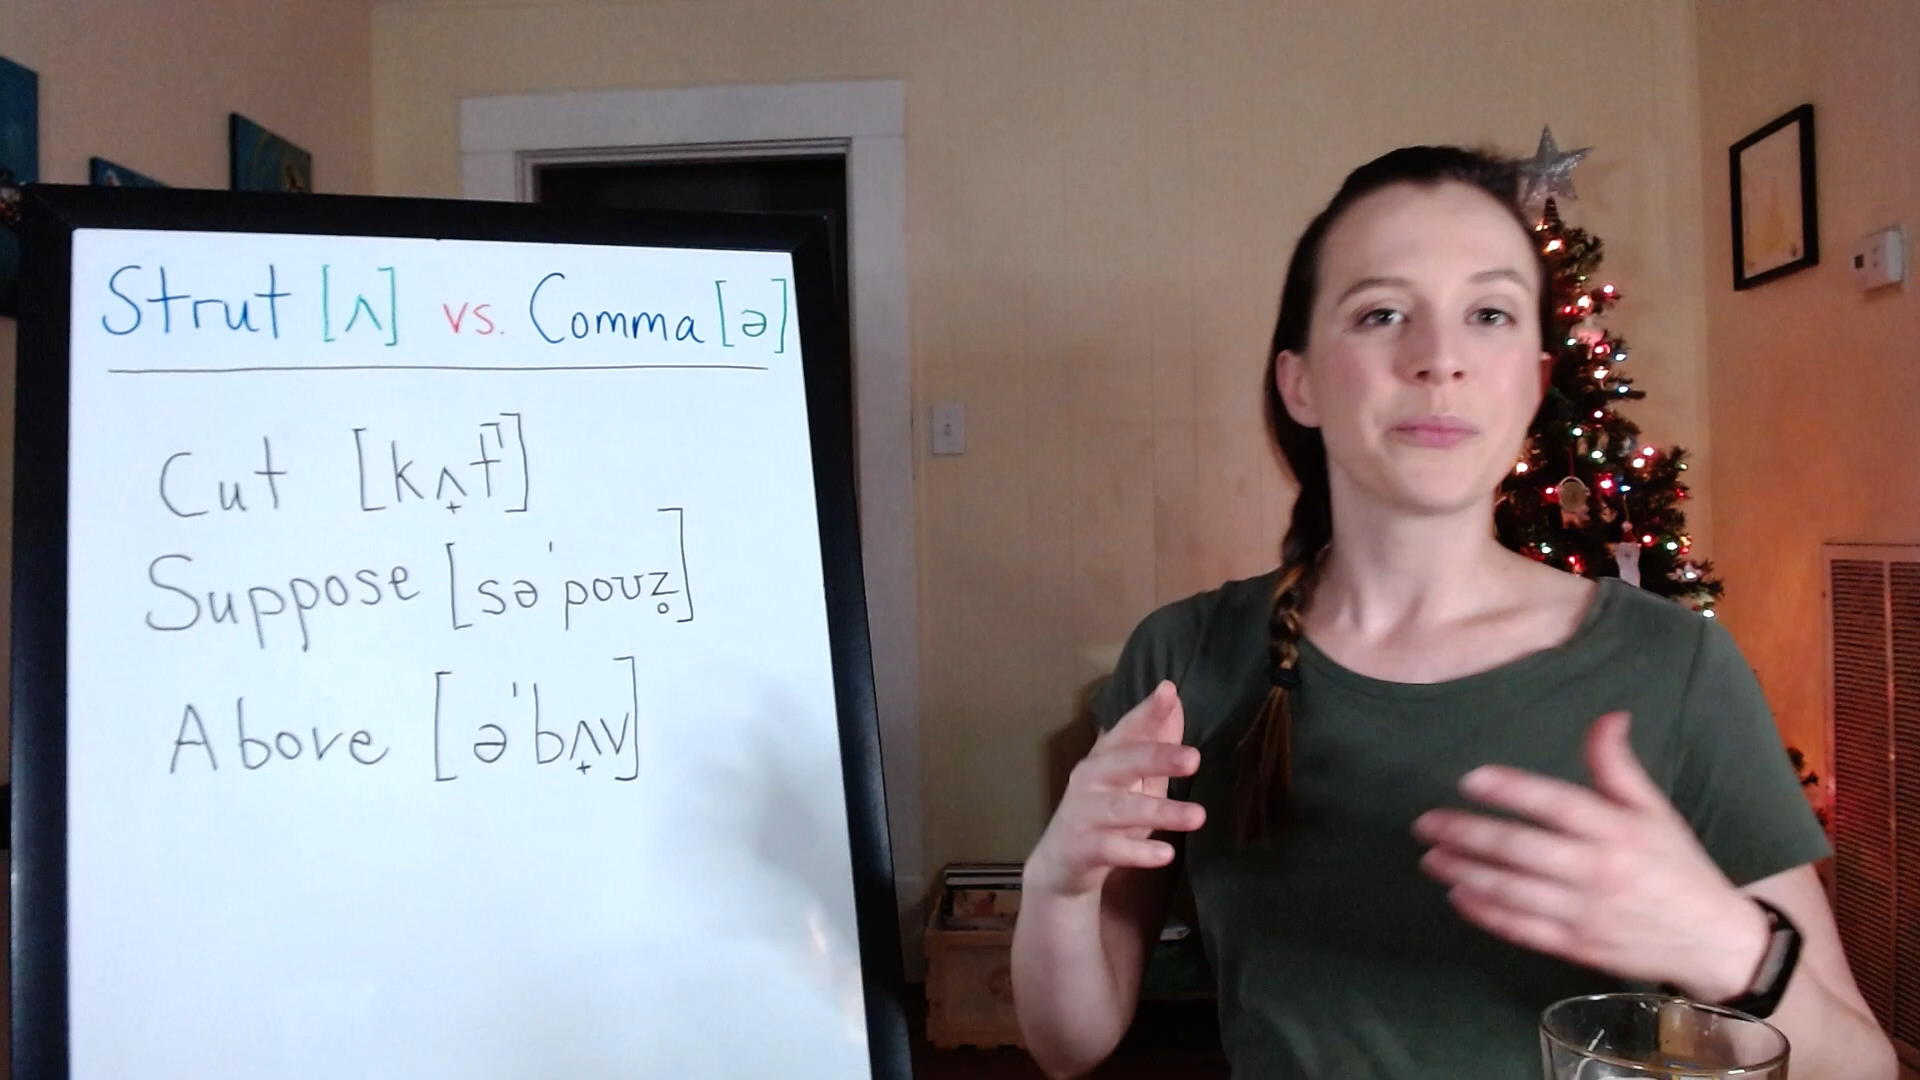 Strut [ʌ] vs. Comma [ə]
Cut [kʌ̟t̚]
Suppose [səˈpoʊz̥]
Above [əˈbʌ̟v]